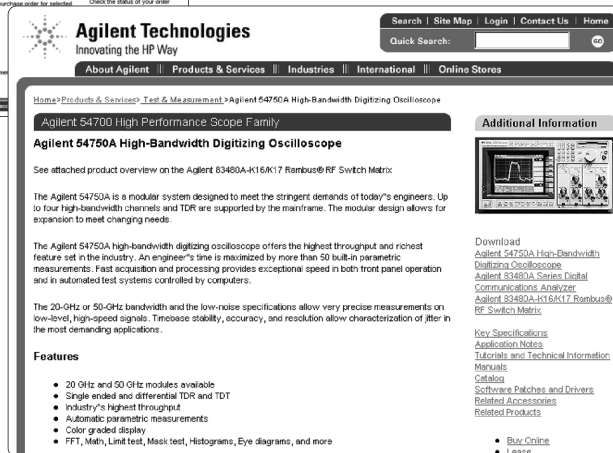 urchase order for selected
Check the status of your order
Agilent Technologies
Innovating the HP Way
Search | Site Map | Login | Contact Us | Home
Quick Search:
GO
About Agilent || Products & Services || Industries || International || Online Stores
Home>Products & Services> Test & Measurement >Agilent 54750A High-Bandwidth Digitizing Oscilloscope
Agilent 54700 High Performance Scope Family
Agilent 54750A High-Bandwidth Digitizing Oscilloscope
See attached product overview on the Agilent 83480A-K16/K17 Rambus® RF Switch Matrix
The Agilent 54750A is a modular system designed to meet the stringent demands of today"s engineers. Up
to four high-bandwidth channels and TDR are supported by the mainframe. The modular design allows for
expansion to meet changing needs.
The Agilent 54750A high-bandwidth digitizing oscilloscope offers the highest throughput and richest
feature set in the industry. An engineer"s time is maximized by more than 50 built-in parametric
measurements. Fast acquisition and processing provides exceptional speed in both front panel operation
and in automated test systems controlled by computers.
The 20-GHz or 50-GHz bandwidth and the low-noise specifications allow very precise measurements on
low-level, high-speed signals. Timebase stability, accuracy, and resolution allow characterization of jitter in
the most demanding applications.
Features
● 20 GHz and 50 GHz modules available
● Single ended and differential TDR and TDT
● Industry"s highest throughput
● Automatic parametric measurements
● Color graded display
● FFT, Math, Limit test, Mask test, Histograms, Eye diagrams, and more
Additional Information
Download
Agilent 54750A High-Bandwidth
Digitizing Oscilloscope
Agilent 83480A Series Digital
Communications Analyzer
Agilent 83480A-K16/K17 Rambus®
RF Switch Matrix
Key Specifications
Application Notes
Tutorials and Technical Information
Manuals
Catalog
Software Patches and Drivers
Related Accessories
Related Products
● Buy Online
● Lease